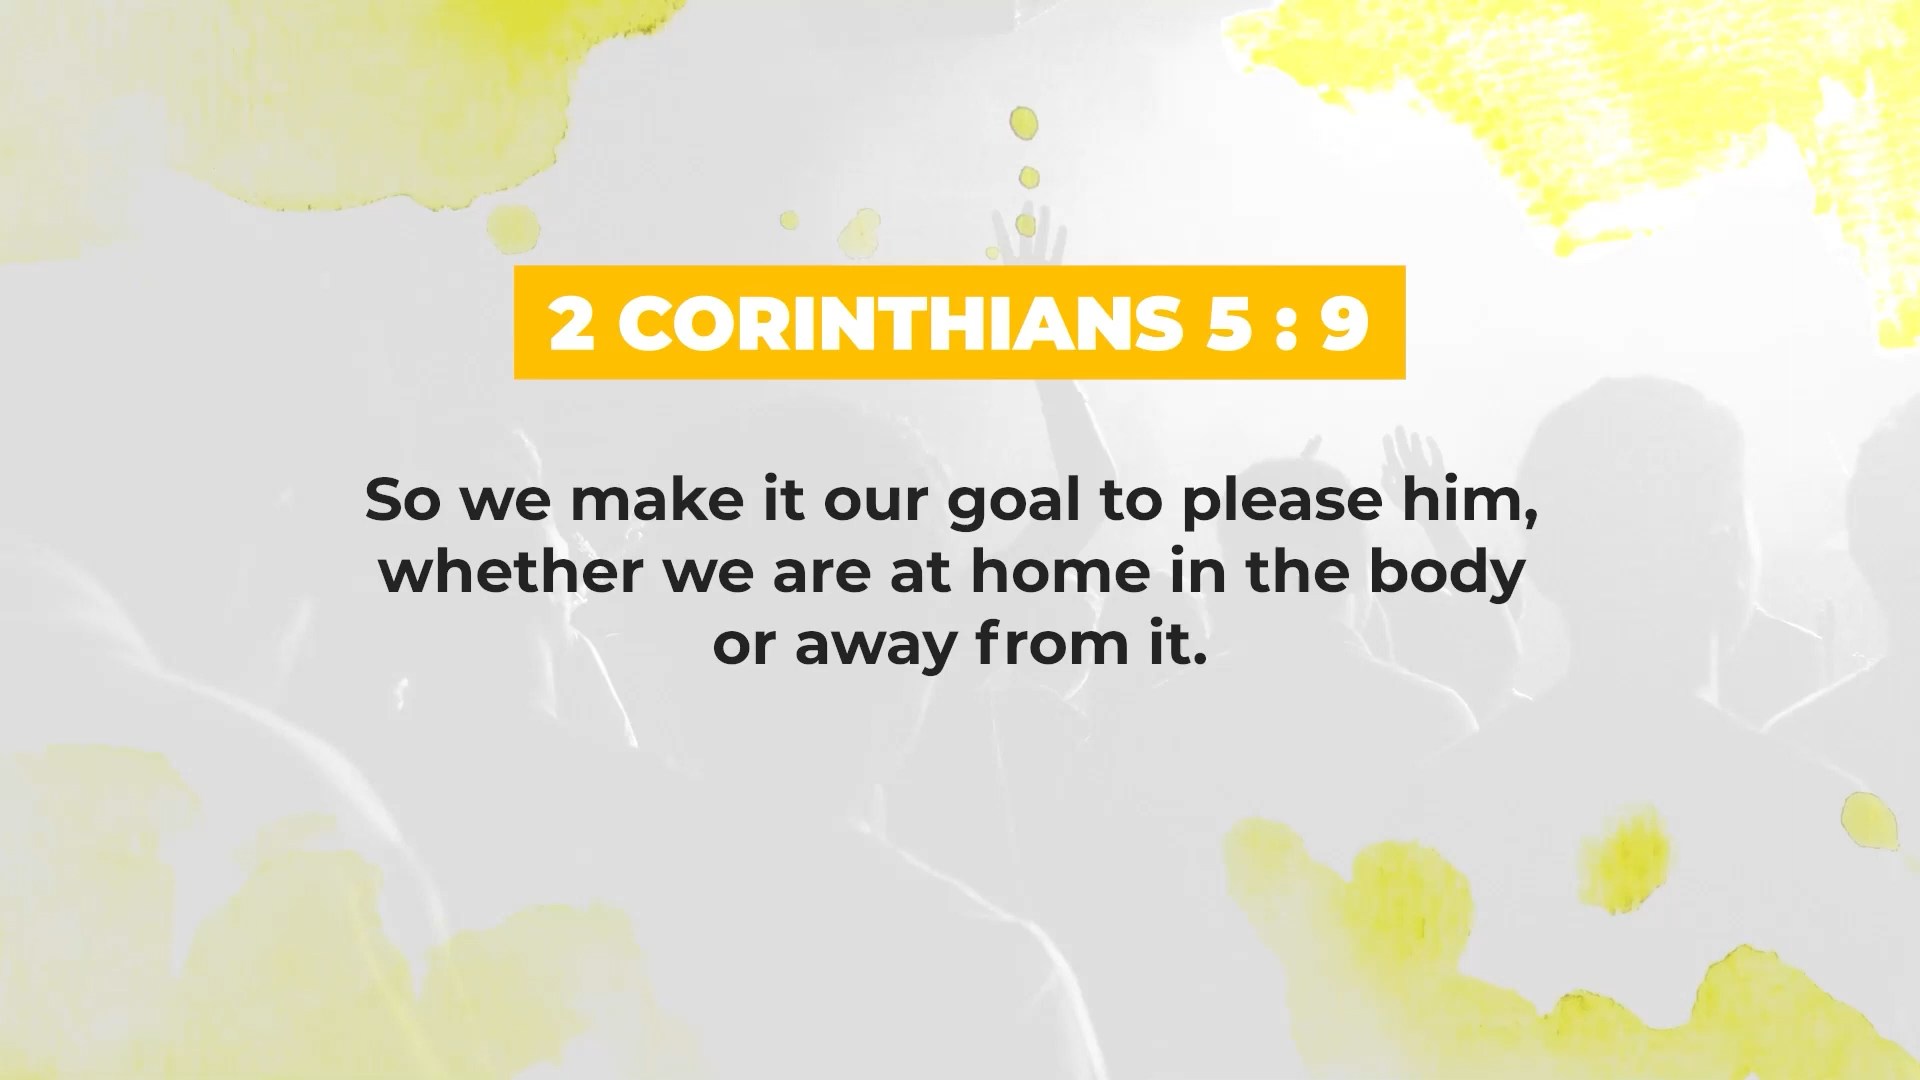 2 CORINTHIANS 5 : 9
So we make it our goal to please him,
whether we are at home in the body
or away from it.